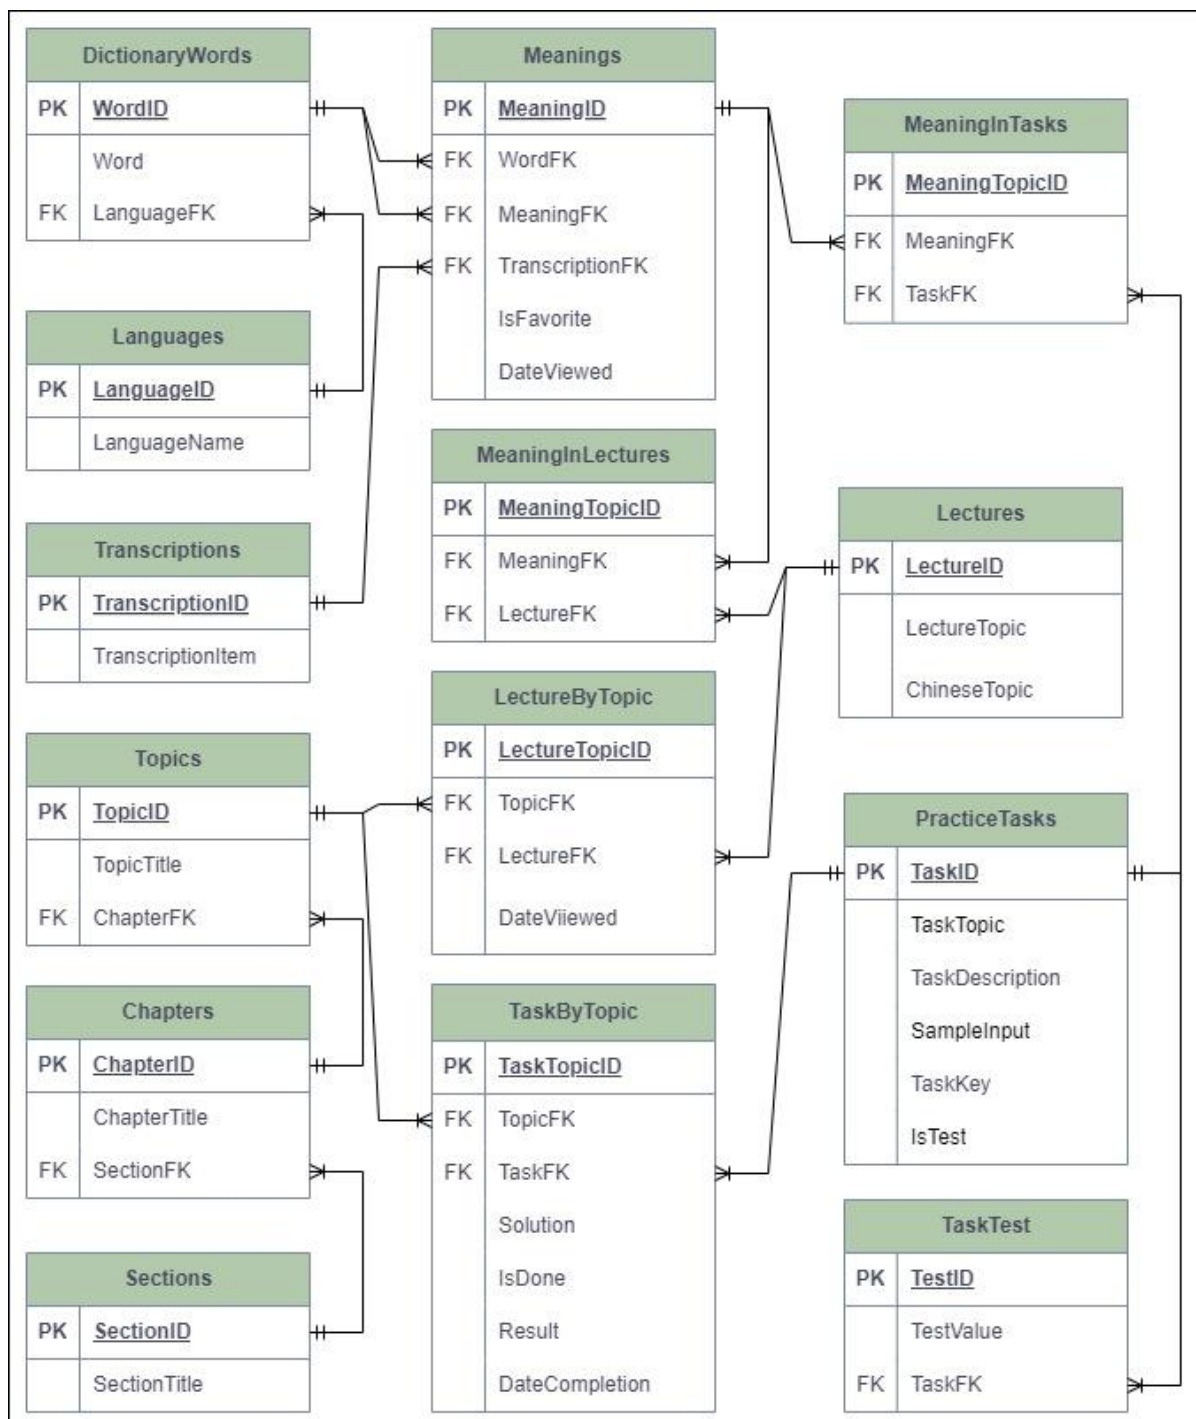 DictionaryWords
PK WordID
Word
FK LanguageFK
Languages
PK LanguageID
LanguageName
Transcriptions
PK TranscriptionID
TranscriptionItem
Topics
PK TopicID
TopicTitle
FK ChapterFK
Chapters
PK ChapterID
ChapterTitle
FK SectionFK
Sections
PK SectionID
SectionTitle
Meanings
PK MeaningID
FK WordFK
FK MeaningFK
FK TranscriptionFK
IsFavorite
DateViewed
MeaningInLectures
PK MeaningTopicID
FK MeaningFK
FK LectureFK
LectureByTopic
PK LectureTopicID
FK TopicFK
FK LectureFK
DateViiewed
TaskByTopic
PK TaskTopicID
FK TopicFK
FK TaskFK
Solution
IsDone
Result
DateCompletion
MeaningInTasks
PK MeaningTopicID
FK MeaningFK
FK TaskFK
Lectures
PK LectureID
LectureTopic
ChineseTopic
PracticeTasks
PK TaskID
TaskTopic
TaskDescription
SampleInput
TaskKey
IsTest
TaskTest
PK TestID
TestValue
FK TaskFK